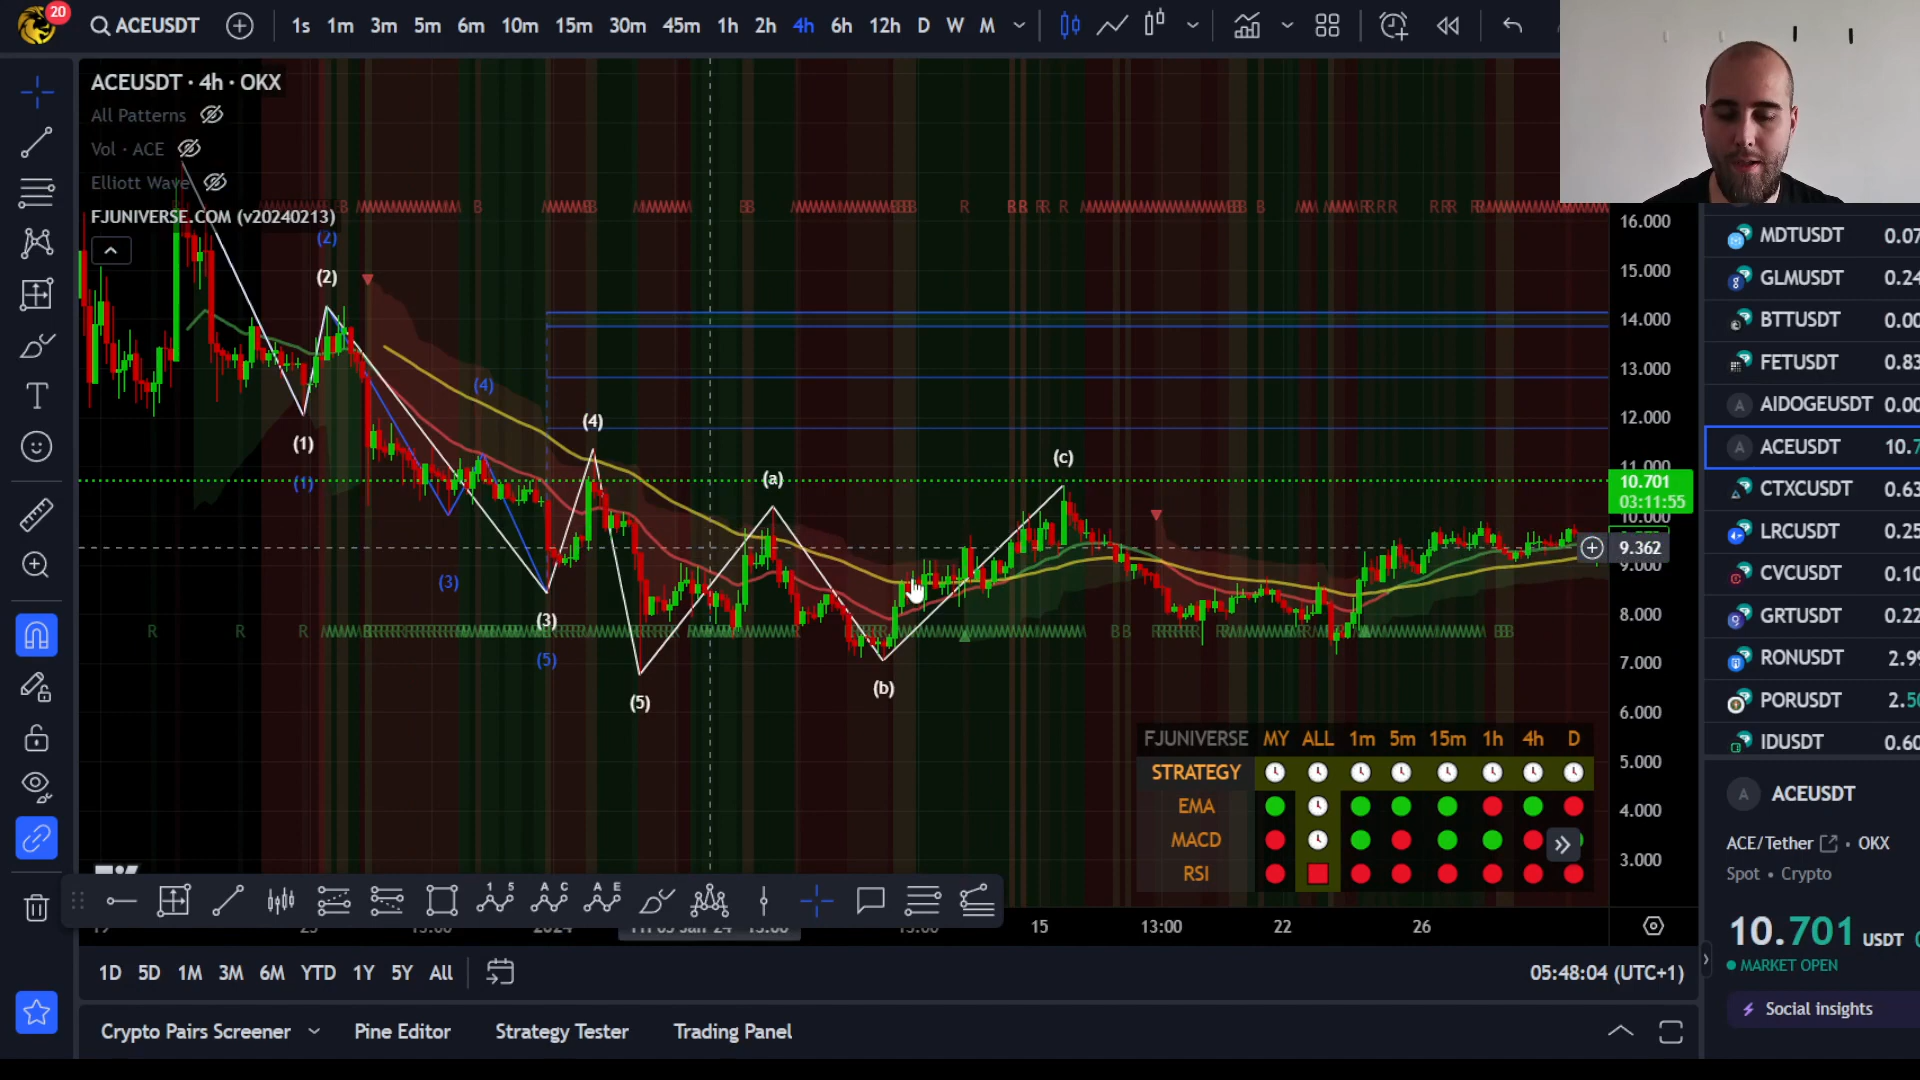 20
ACEUSDT
1s 1m 3m 5m 6m 10m 15m 30m 45m 1h 2h 4h 6h 12h D W M
ACEUSDT · 4h · OKX
All Patterns
Vol · ACE
Elliott Wave
FJUNIVERSE.COM (v20240213)
(2)
(2)
(4)
(4)
(1)
(1)
(a)
(c)
(3)
(3)
(5)
(b)
(5)
16.000
15.000
14.000
13.000
12.000
11.000
10.701
03:11:55
10.000
9.362
9.000
8.000
7.000
6.000
5.000
4.000
3.000
FJUNIVERSE MY ALL 1m 5m 15m 1h 4h D
STRATEGY
EMA
MACD
RSI
15 13:00 22 26
1D 5D 1M 3M 6M YTD 1Y 5Y All
05:48:04 (UTC+1)
Crypto Pairs Screener Pine Editor Strategy Tester Trading Panel
MDTUSDT 0.07
GLMUSDT 0.24
BTTUSDT 0.00
FETUSDT 0.83
AIDOGEUSDT 0.00
ACEUSDT 10.7
CTXCUSDT 0.63
LRCUSDT 0.25
CVCUSDT 0.10
GRTUSDT 0.22
RONUSDT 2.99
PORUSDT 2.50
IDUSDT 0.60
A ACEUSDT
ACE/Tether · OKX
Spot · Crypto
10.701 USDT
MARKET OPEN
Social insights